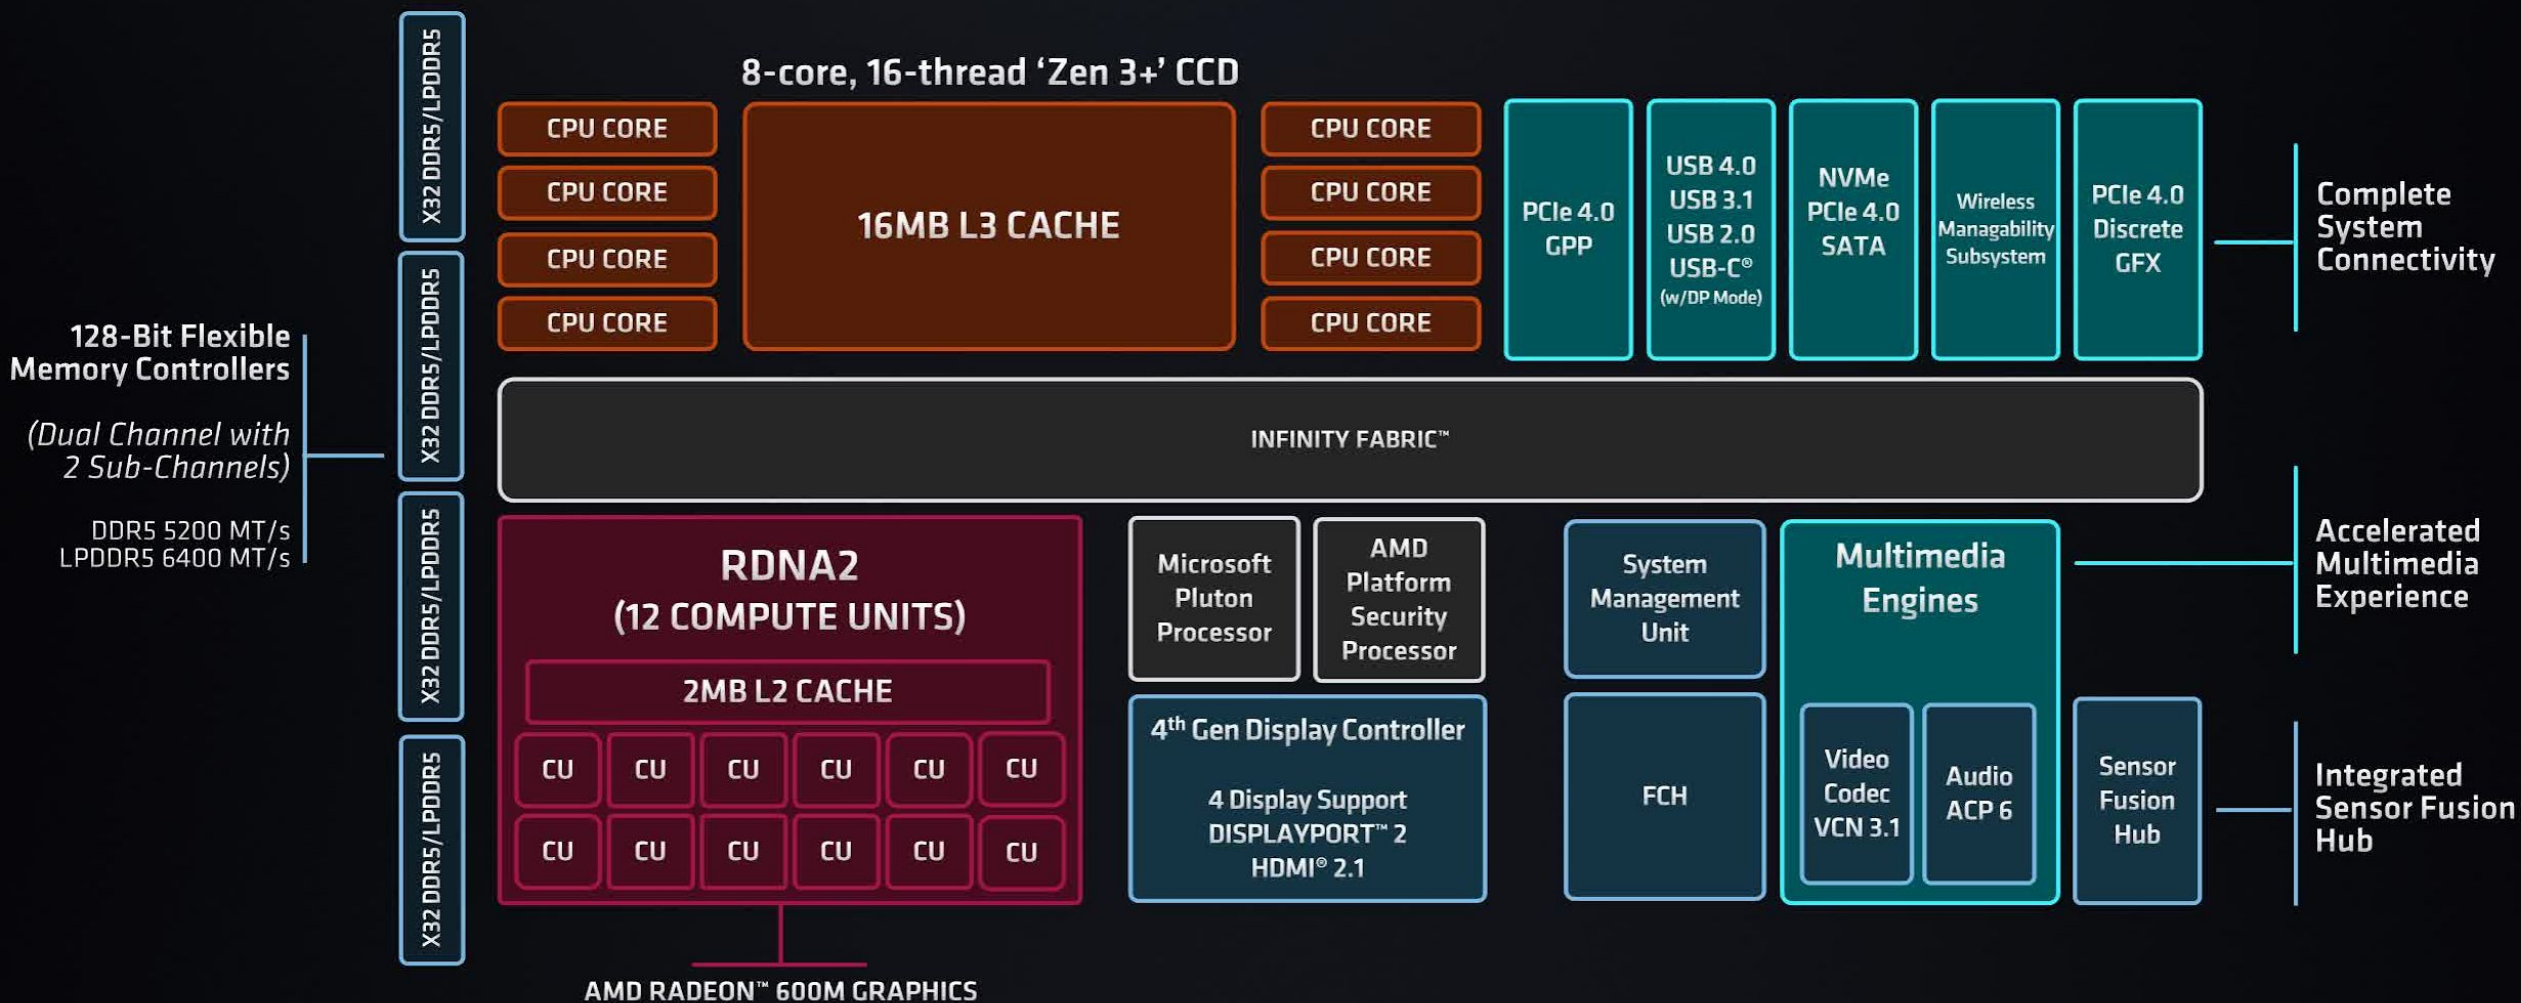 128-Bit Flexible
Memory Controllers
(Dual Channel with
2 Sub-Channels)
DDR5 5200 MT/s
LPDDR5 6400 MT/s
X32 DDR5/LPDDR5
X32 DDR5/LPDDR5
X32 DDR5/LPDDR5
X32 DDR5/LPDDR5
8-core, 16-thread ‘Zen 3+’ CCD
CPU CORE
CPU CORE
CPU CORE
CPU CORE
16MB L3 CACHE
CPU CORE
CPU CORE
CPU CORE
CPU CORE
PCIe 4.0
GPP
USB 4.0
USB 3.1
USB 2.0
USB-C®
(w/DP Mode)
NVMe
PCIe 4.0
SATA
Wireless
Managability
Subsystem
PCIe 4.0
Discrete
GFX
Complete
System
Connectivity
INFINITY FABRIC™
RDNA2
(12 COMPUTE UNITS)
2MB L2 CACHE
CU CU CU CU CU CU
CU CU CU CU CU CU
AMD RADEON™ 600M GRAPHICS
Microsoft
Pluton
Processor
AMD
Platform
Security
Processor
4th Gen Display Controller
4 Display Support
DISPLAYPORT™ 2
HDMI® 2.1
System
Management
Unit
FCH
Multimedia
Engines
Video
Codec
VCN 3.1
Audio
ACP 6
Sensor
Fusion
Hub
Accelerated
Multimedia
Experience
Integrated
Sensor Fusion
Hub